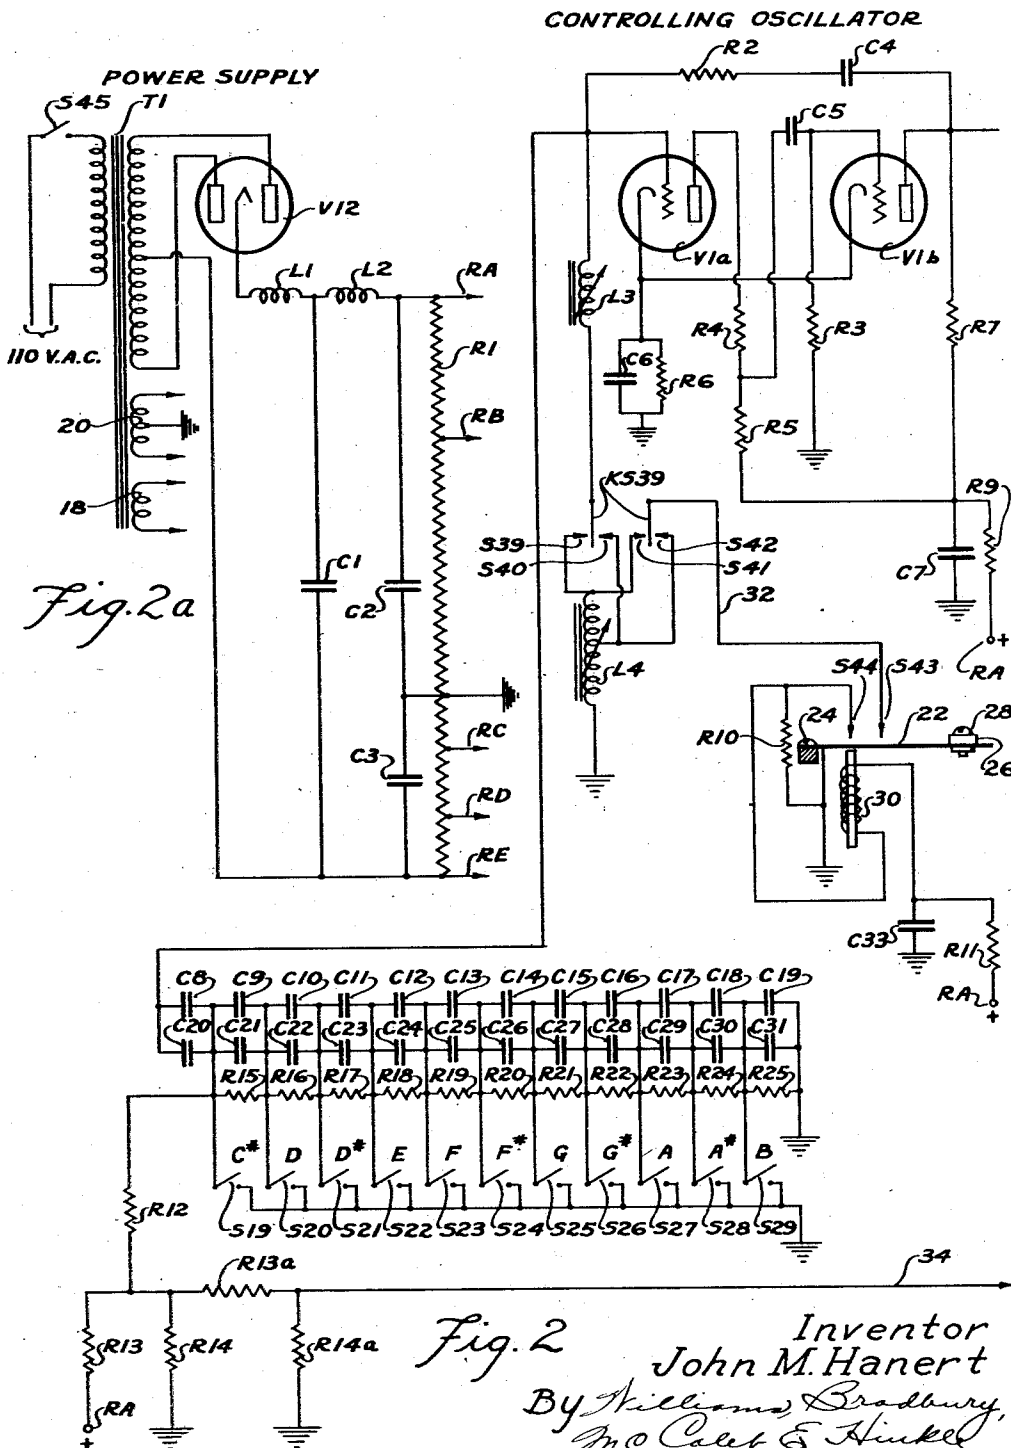 CONTROLLING OSCILLATOR
R2 C4
POWER SUPPLY
S45 T1
C5
V12
V1a V1b
L1 L2 RA
L3
R4 R3 R7
110 V.A.C.
R1
C6 R6
20
RB
R5
18
KS39
R9
S39 S42
S40 S41
C1
C2
C7
Fig. 2a
32
L4
RA +
S44 S43
24 22 28
R10
RC
26
C3
30
RD
RE
C33 R11
RA +
C8 C9 C10 C11 C12 C13 C14 C15 C16 C17 C18 C19
C20 C21 C22 C23 C24 C25 C26 C27 C28 C29 C30 C31
R15 R16 R17 R18 R19 R20 R21 R22 R23 R24 R25
C# D D# E F F# G G# A A# B
R12
S19 S20 S21 S22 S23 S24 S25 S26 S27 S28 S29
R13a
34
R13 R14 R14a
Fig. 2
RA
+
Inventor
John M. Hanert
By Williams, Bradbury,
McCaleb & Hinkle